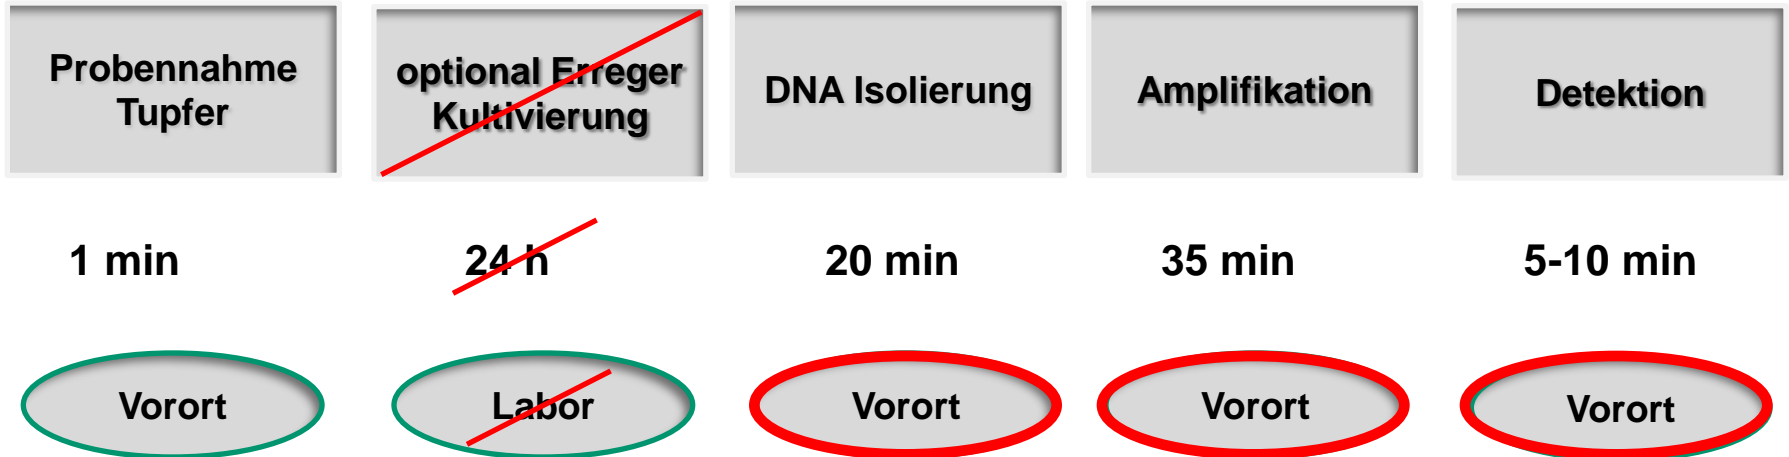 Probennahme
Tupfer
optional Erreger
Kultivierung
DNA Isolierung
Amplifikation
Detektion
1 min
24 h
20 min
35 min
5-10 min
Vorort
Labor
Vorort
Vorort
Vorort